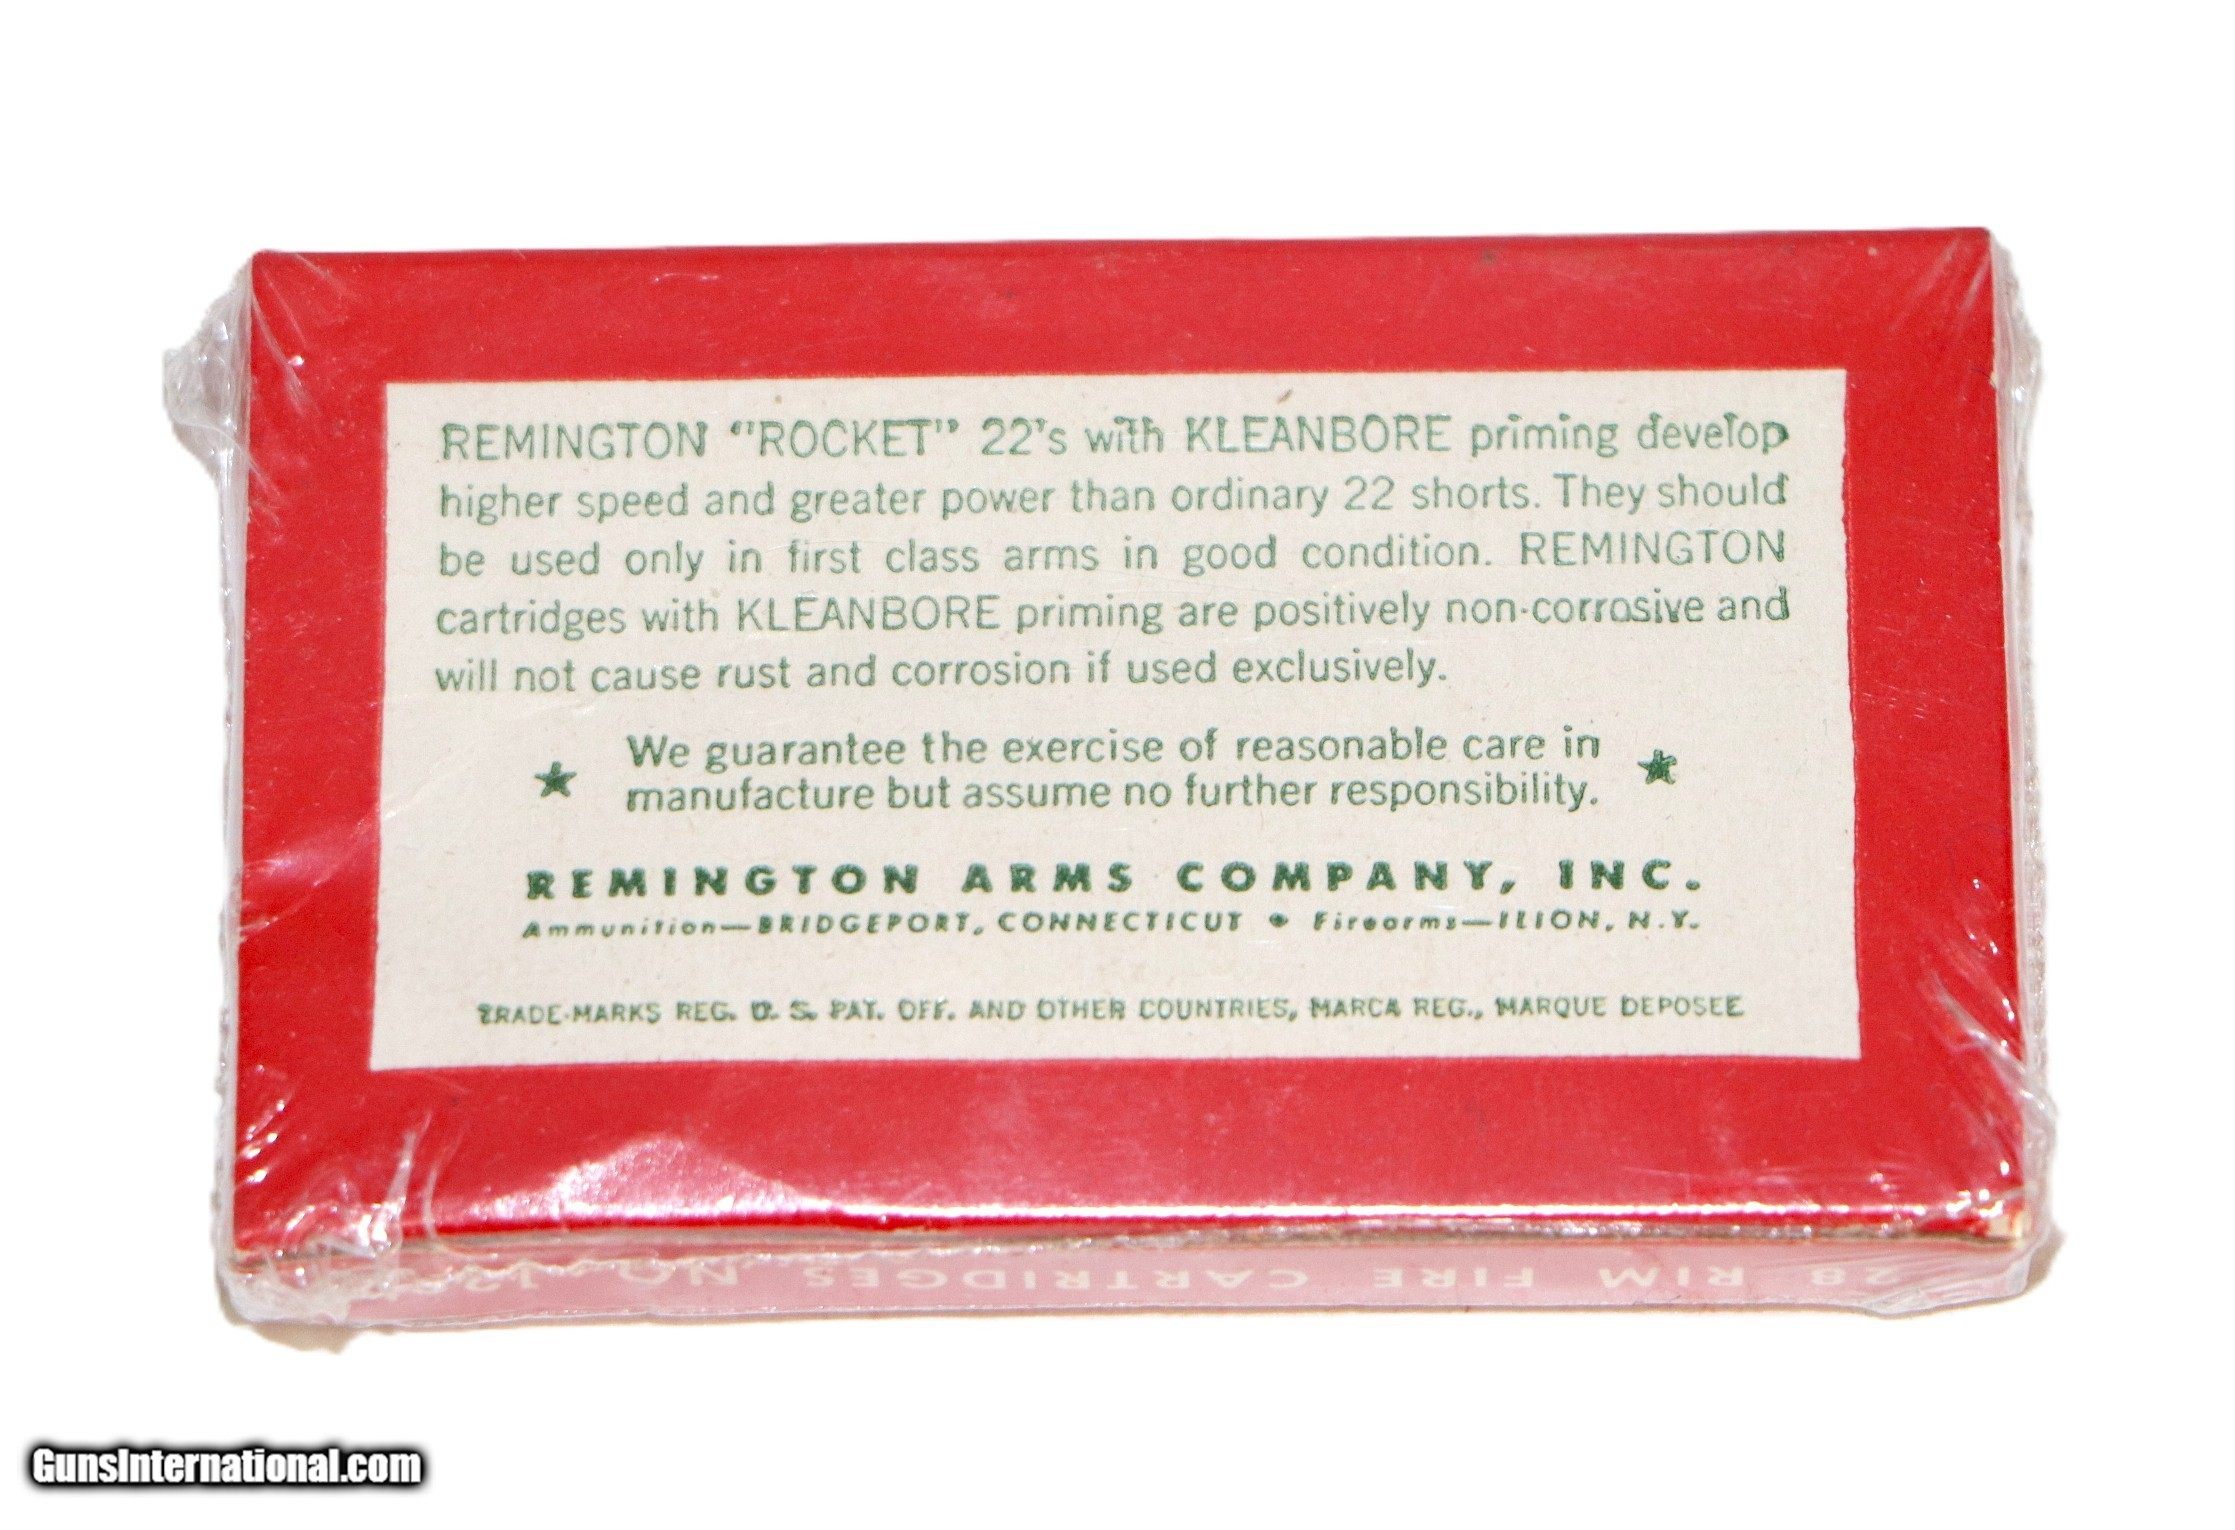 REMINGTON "ROCKET" 22's with KLEANBORE priming develop
higher speed and greater power than ordinary 22 shorts. They should
be used only in first class arms in good condition. REMINGTON
cartridges with KLEANBORE priming are positively non-corrosive and
will not cause rust and corrosion if used exclusively.
We guarantee the exercise of reasonable care in
manufacture but assume no further responsibility.
REMINGTON ARMS COMPANY, INC.
Ammunition—BRIDGEPORT, CONNECTICUT • Firearms—ILION, N.Y.
TRADE-MARKS REG. U. S. PAT. OFF. AND OTHER COUNTRIES, MARCA REG., MARQUE DEPOSEE
28 RIM FIRE CARTRIDGES NO.
GunsInternational.com